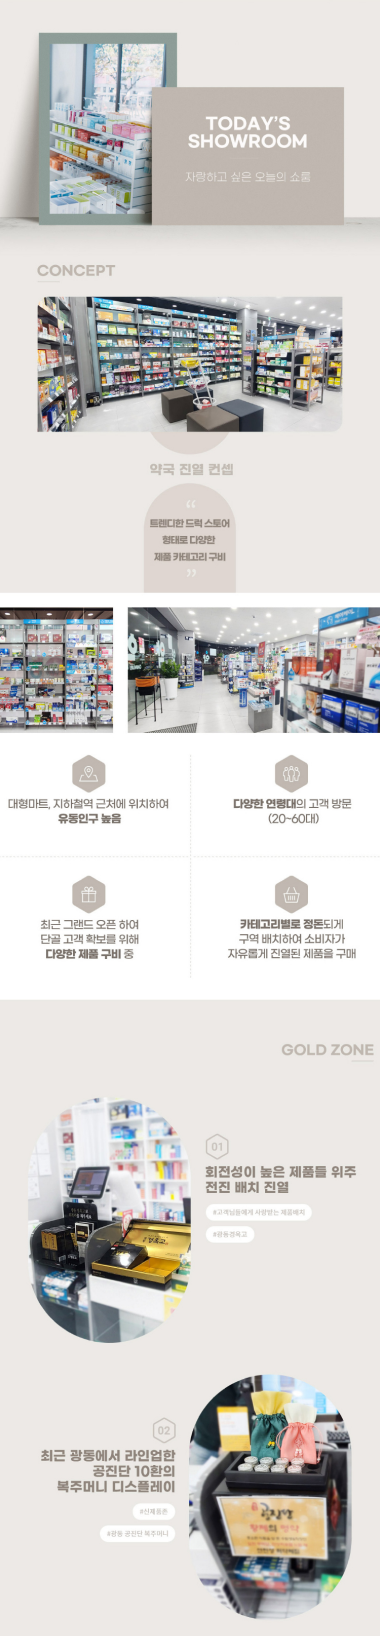 TODAY'S
SHOWROOM
자랑하고 싶은 오늘의 쇼룸
CONCEPT
약국 진열 컨셉
“
트렌디한 드럭 스토어
형태로 다양한
제품 카테고리 구비
”
대형마트, 지하철역 근처에 위치하여
유동인구 높음
다양한 연령대의 고객 방문
(20~60대)
최근 그랜드 오픈 하여
단골 고객 확보를 위해
다양한 제품 구비 중
카테고리별로 정돈되게
구역 배치하여 소비자가
자유롭게 진열된 제품을 구매
GOLD ZONE
01
회전성이 높은 제품들 위주
전진 배치 진열
#고객님들에게 사랑받는 제품배치
#광동경옥고
02
최근 광동에서 라인업한
공진단 10환의
복주머니 디스플레이
#선제움존
#광동 공진단 복주머니
공진단